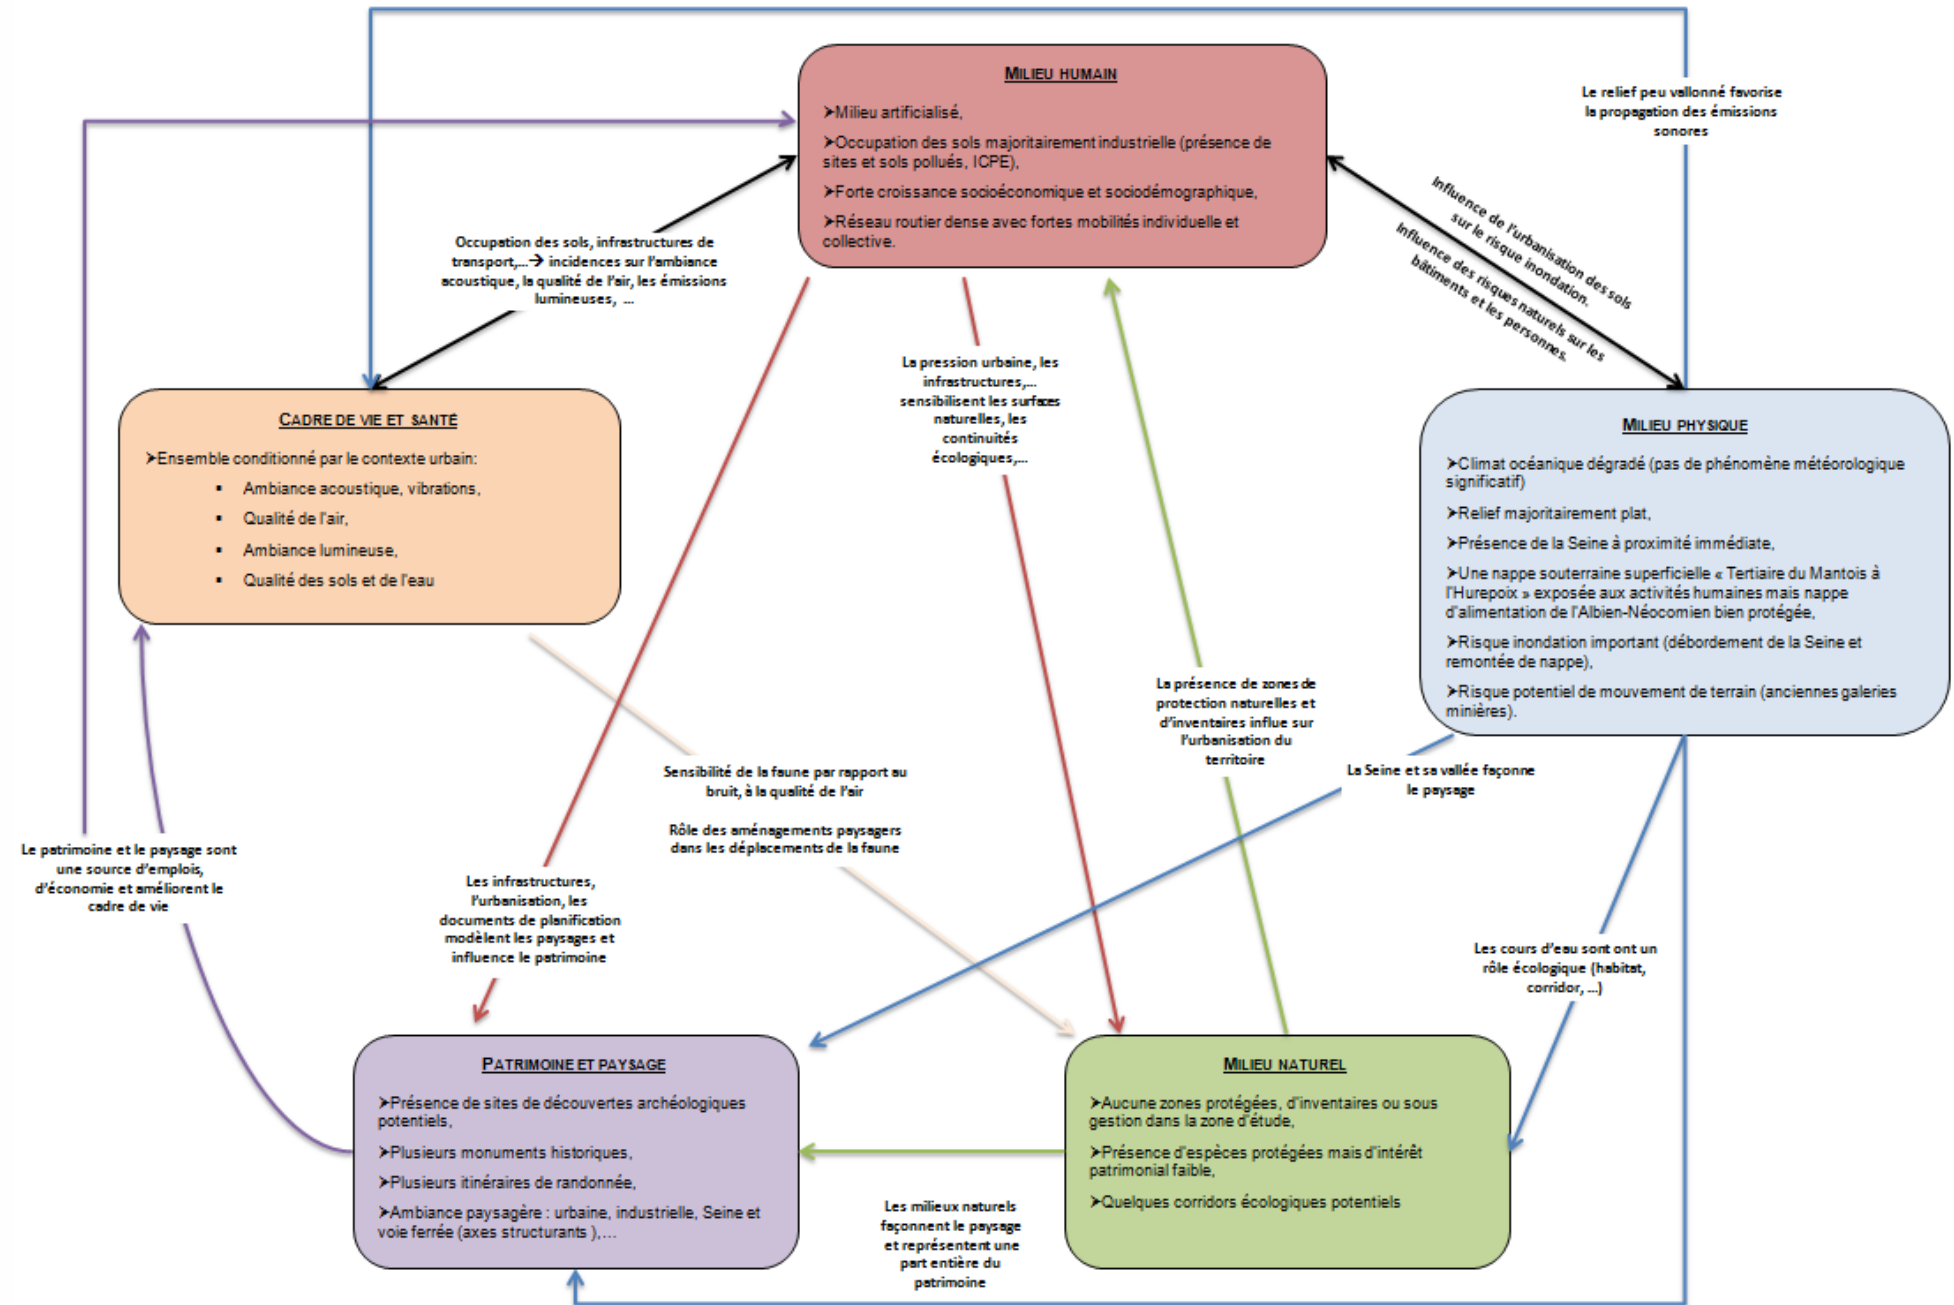 MILIEU HUMAIN
➢Milieu artificialisé,
➢Occupation des sols majoritairement industrielle (présence de
sites et sols pollués, ICPE),
➢Forte croissance socioéconomique et sociodémographique,
➢Réseau routier dense avec fortes mobilités individuelle et
collective.
Le relief peu vallonné favorise
la propagation des émissions
sonores
Influence de l'urbanisation des sols
sur le risque inondation.
Influence des risques naturels sur les
bâtiments et les personnes.
Occupation des sols, infrastructures de
transport,…→ incidences sur l'ambiance
acoustique, la qualité de l'air, les émissions
lumineuses, …
La pression urbaine, les
infrastructures,…
sensibilisent les surfaces
naturelles, les
continuités
écologiques,…
CADRE DE VIE ET SANTÉ
➢Ensemble conditionné par le contexte urbain:
▪ Ambiance acoustique, vibrations,
▪ Qualité de l'air,
▪ Ambiance lumineuse,
▪ Qualité des sols et de l'eau
MILIEU PHYSIQUE
➢Climat océanique dégradé (pas de phénomène météorologique
significatif)
➢Relief majoritairement plat,
➢Présence de la Seine à proximité immédiate,
➢Une nappe souterraine superficielle « Tertiaire du Mantois à
l'Hurepoix » exposée aux activités humaines mais nappe
d'alimentation de l'Albien-Néocomien bien protégée,
➢Risque inondation important (débordement de la Seine et
remontée de nappe),
➢Risque potentiel de mouvement de terrain (anciennes galeries
minières).
La présence de zones de
protection naturelles et
d'inventaires influe sur
l'urbanisation du
territoire
Sensibilité de la faune par rapport au
bruit, à la qualité de l'air
Rôle des aménagements paysagers
dans les déplacements de la faune
La Seine et sa vallée façonne
le paysage
Le patrimoine et le paysage sont
une source d'emplois,
d'économie et améliorent le
cadre de vie
Les infrastructures,
l'urbanisation, les
documents de planification
modèlent les paysages et
influence le patrimoine
Les cours d'eau sont ont un
rôle écologique (habitat,
corridor, …)
PATRIMOINE ET PAYSAGE
➢Présence de sites de découvertes archéologiques
potentiels,
➢Plusieurs monuments historiques,
➢Plusieurs itinéraires de randonnée,
➢Ambiance paysagère : urbaine, industrielle, Seine et
voie ferrée (axes structurants ),…
MILIEU NATUREL
➢Aucune zones protégées, d'inventaires ou sous
gestion dans la zone d'étude,
➢Présence d'espèces protégées mais d'intérêt
patrimonial faible,
➢Quelques corridors écologiques potentiels
Les milieux naturels
façonnent le paysage
et représentent une
part entière du
patrimoine